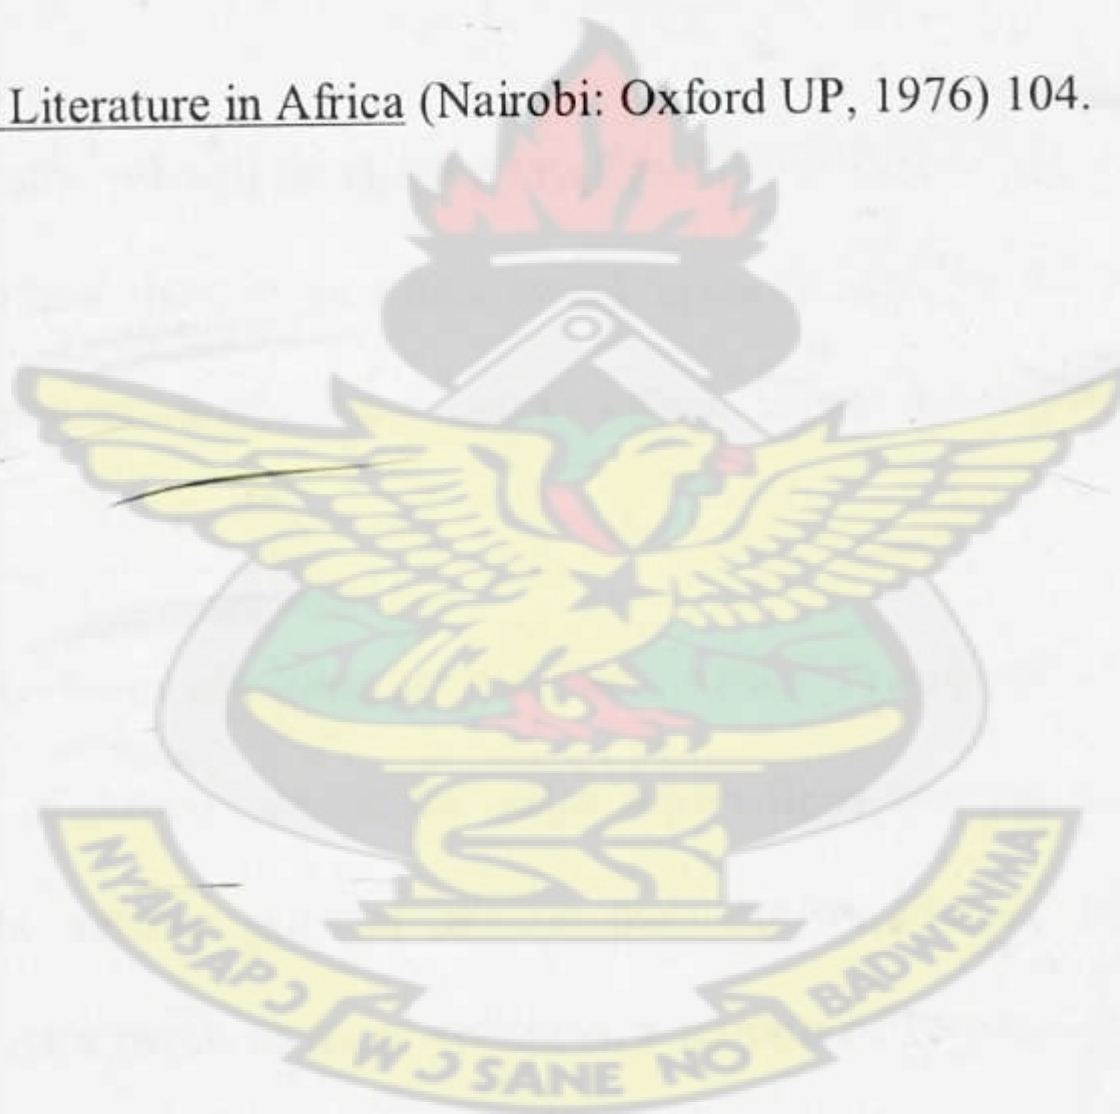 Literature in Africa (Nairobi: Oxford UP, 1976) 104.
NYANSAPƆ
WƆSANE NO
BADWENMA